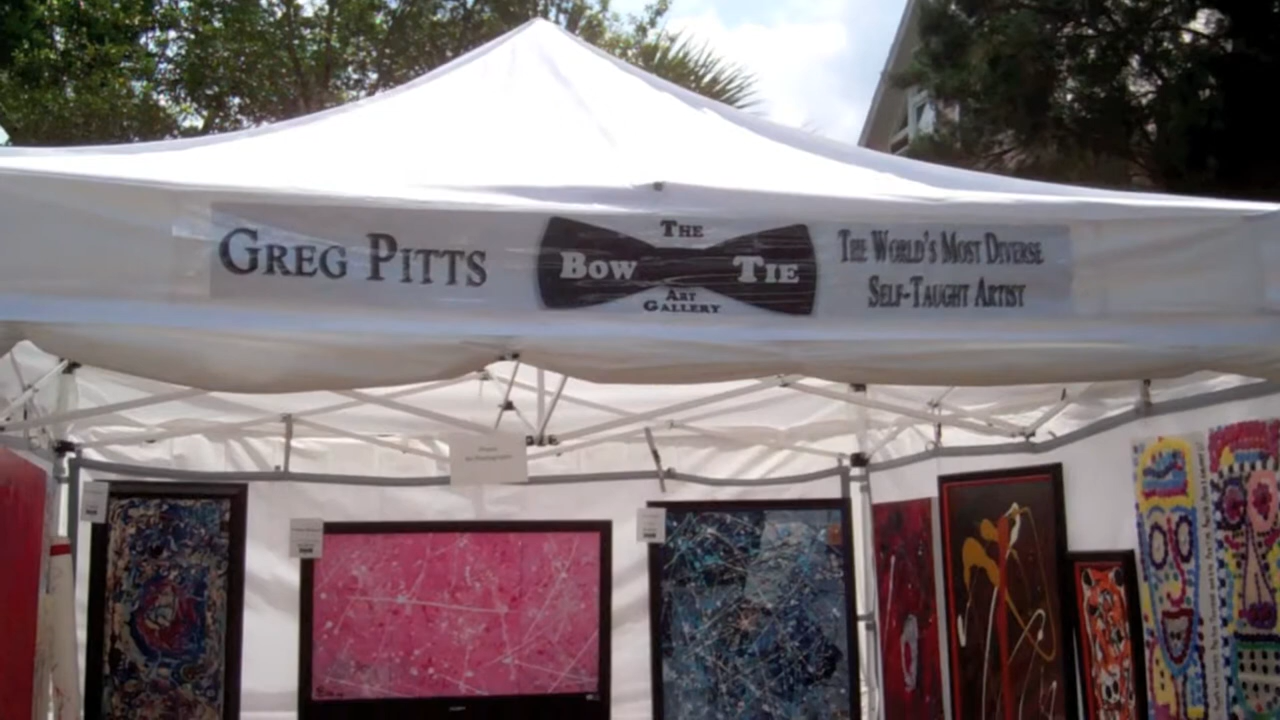 GREG PITTS
THE
BOW TIE
ART
GALLERY
THE WORLD'S MOST DIVERSE
SELF-TAUGHT ARTIST